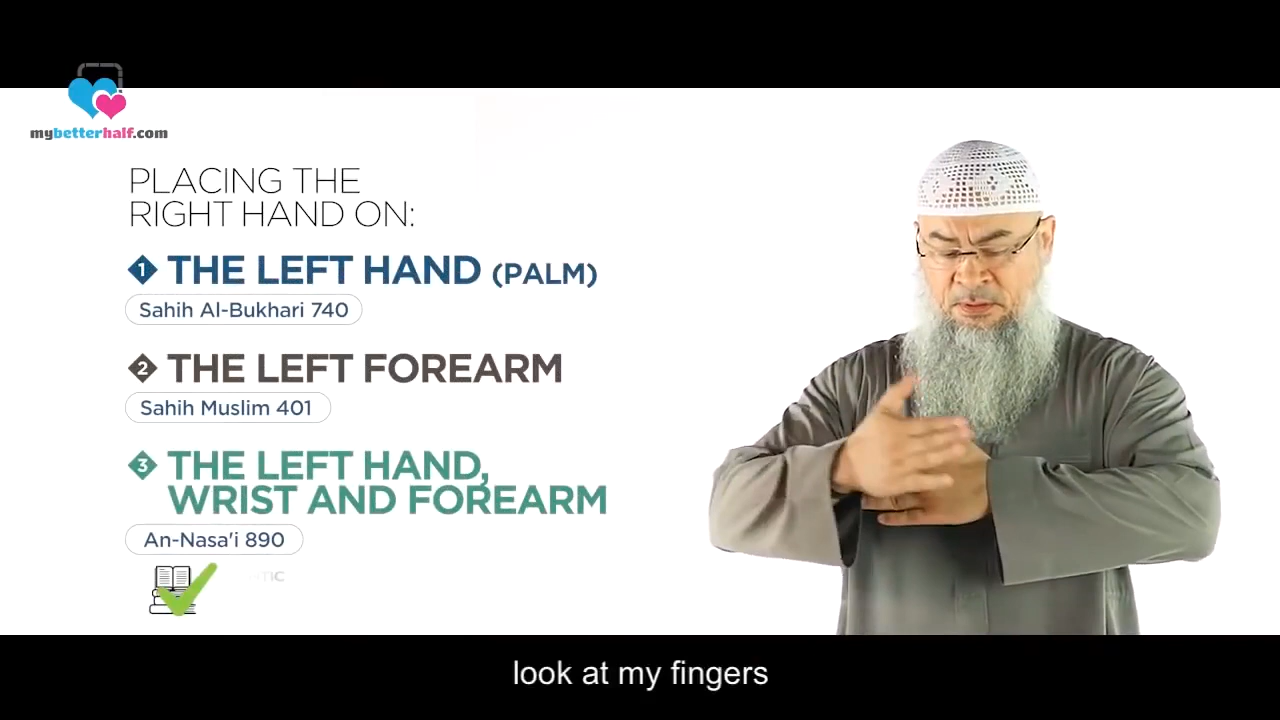 mybetterhalf.com
PLACING THE
RIGHT HAND ON:
1 THE LEFT HAND (PALM)
Sahih Al-Bukhari 740
2 THE LEFT FOREARM
Sahih Muslim 401
3 THE LEFT HAND,
WRIST AND FOREARM
An-Nasa'i 890
look at my fingers